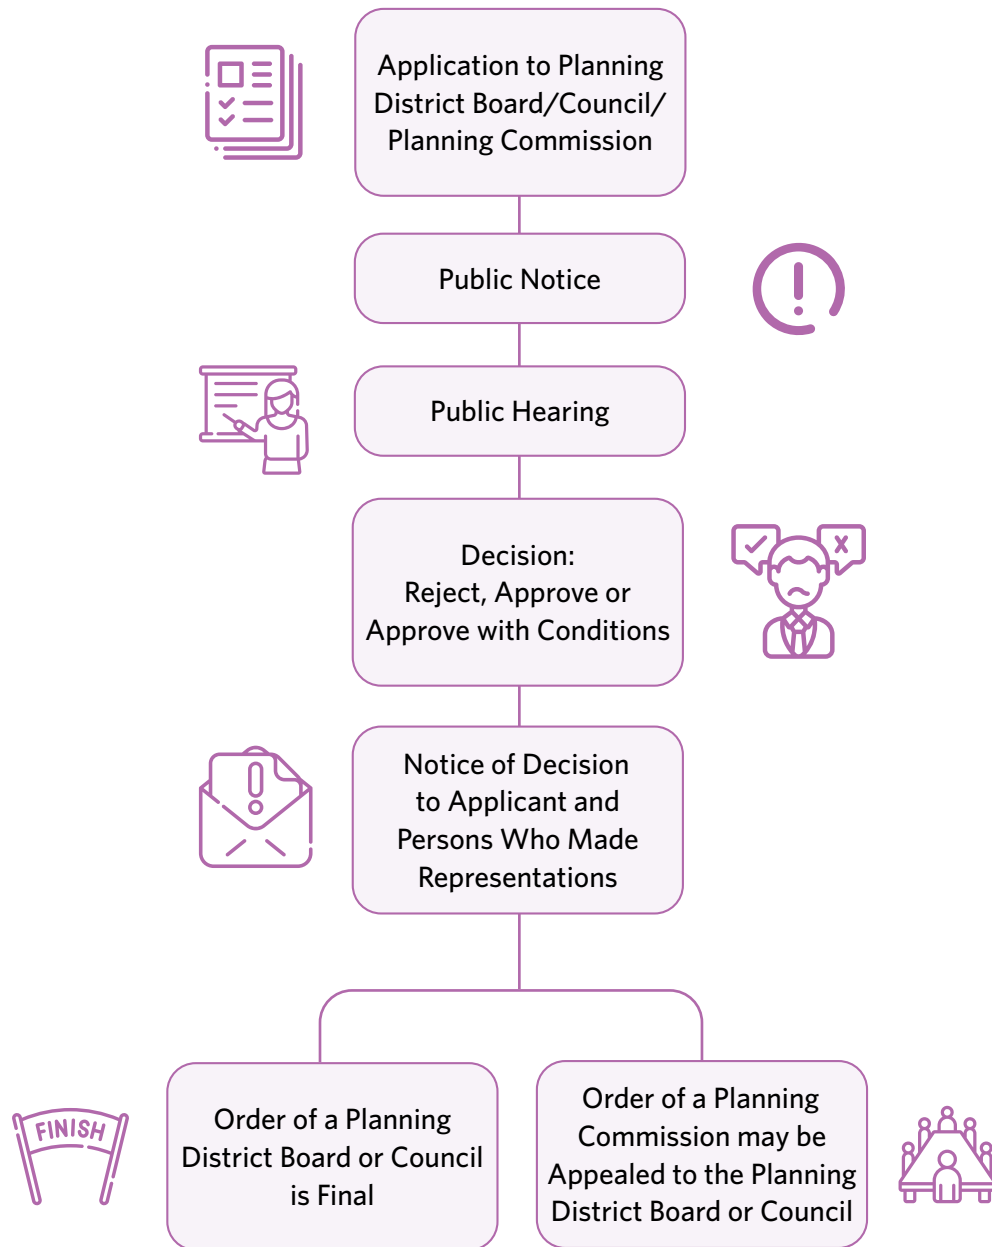 Application to Planning
District Board/Council/
Planning Commission
Public Notice
Public Hearing
Decision:
Reject, Approve or
Approve with Conditions
Notice of Decision
to Applicant and
Persons Who Made
Representations
FINISH
Order of a Planning
District Board or Council
is Final
Order of a Planning
Commission may be
Appealed to the Planning
District Board or Council